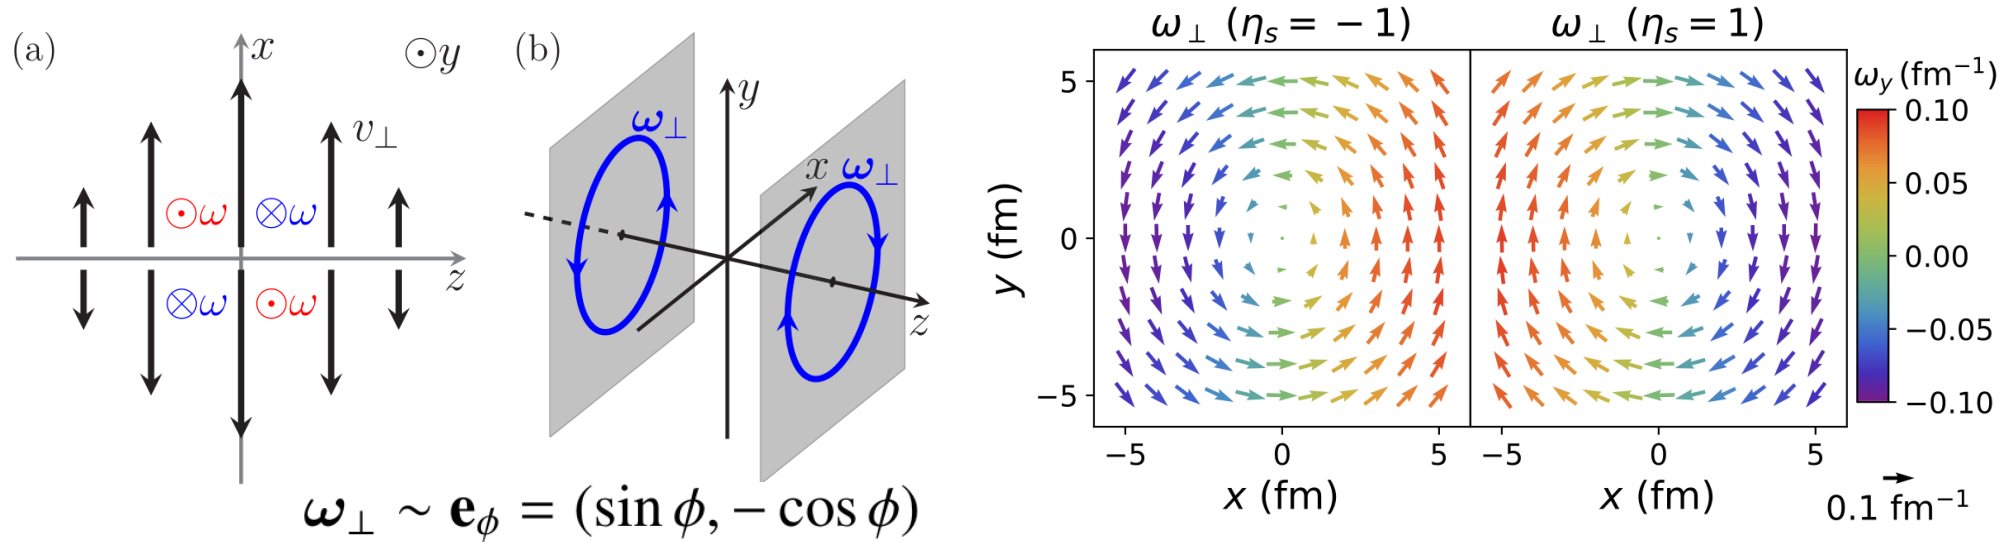 (a)
x
⊙y
v⊥
⊙ω
⊗ω
z
⊗ω
⊙ω
(b)
y
ω⊥
x
ω⊥
z
ω⊥ ∼ eϕ = (sin ϕ, − cos ϕ)
ω⊥ (ηs = − 1)
ω⊥ (ηs = 1)
y (fm)
5
0
−5
−5
0
5
−5
0
5
x (fm)
x (fm)
ωy (fm⁻¹)
0.10
0.05
0.00
−0.05
−0.10
0.1 fm⁻¹